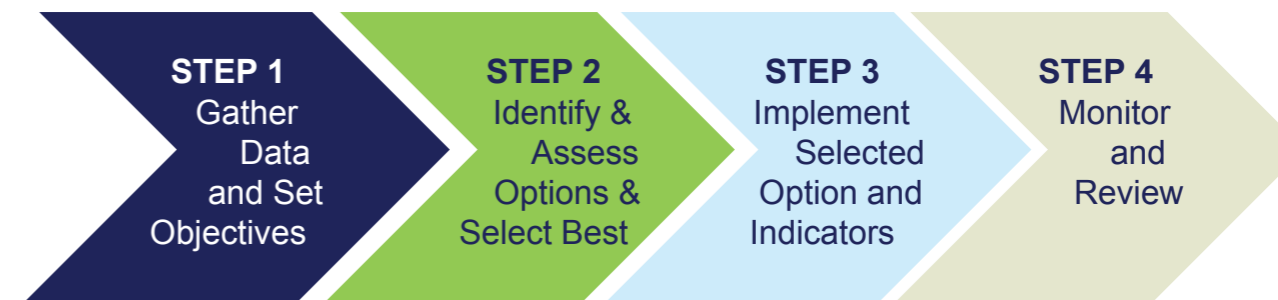 STEP 1
Gather
Data
and Set
Objectives
STEP 2
Identify &
Assess
Options &
Select Best
STEP 3
Implement
Selected
Option and
Indicators
STEP 4
Monitor
and
Review